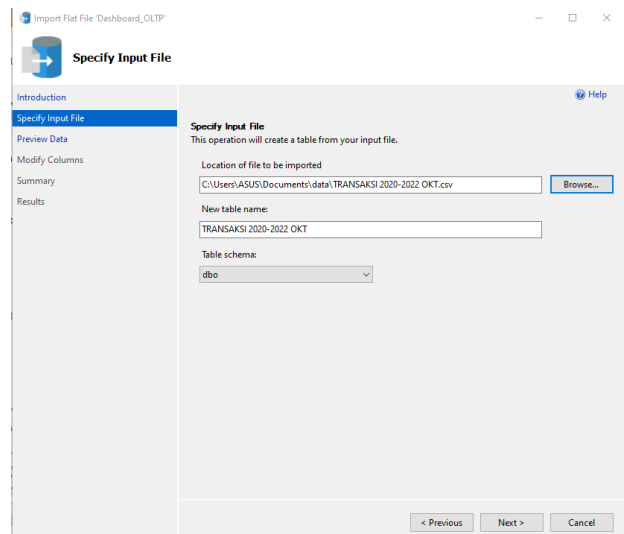 Import Flat File 'Dashboard_OLTP'
Specify Input File
Introduction
Specify Input File
Preview Data
Modify Columns
Summary
Results
Help
Specify Input File
This operation will create a table from your input file.
Location of file to be imported
C:\Users\ASUS\Documents\data\TRANSAKSI 2020-2022 OKT.csv
Browse...
New table name:
TRANSAKSI 2020-2022 OKT
Table schema:
dbo
< Previous
Next >
Cancel